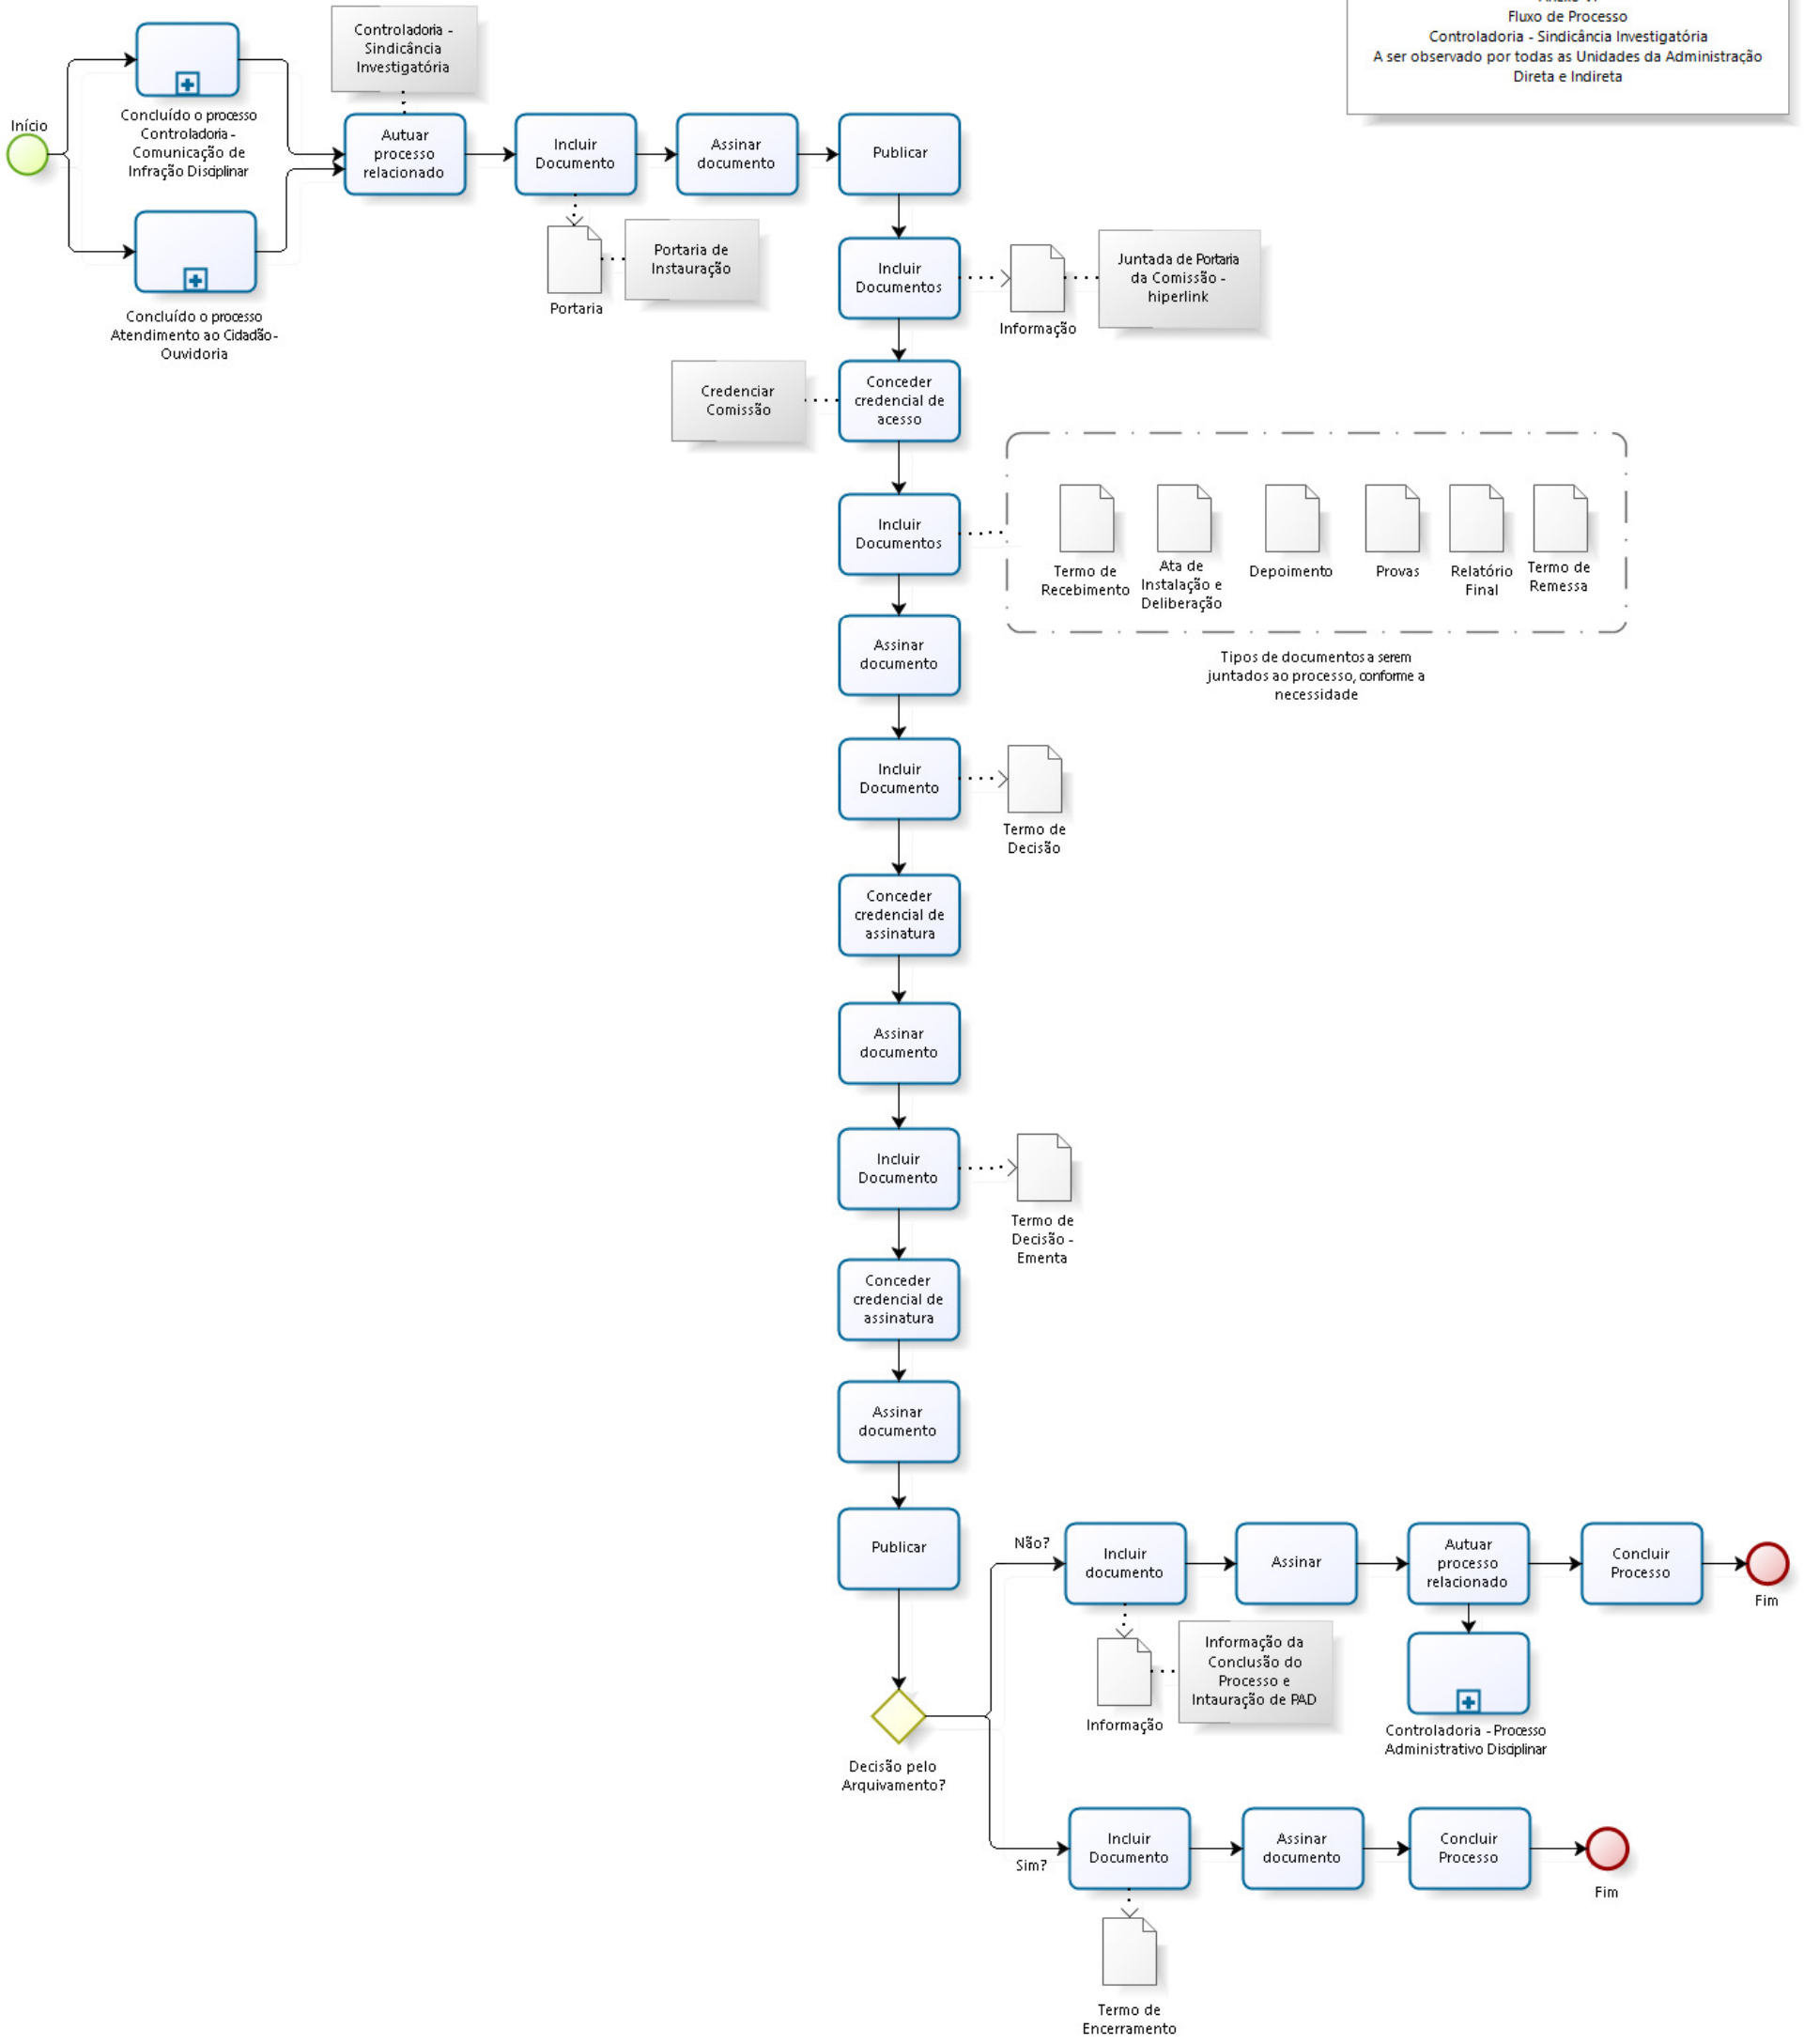 Fluxo de Processo
Controladoria - Sindicância Investigatória
A ser observado por todas as Unidades da Administração
Direta e Indireta
Controladoria -
Sindicância
Investigatória
Início
Concluído o processo
Controladoria -
Comunicação de
Infração Disciplinar
Autuar
processo
relacionado
Incluir
Documento
Assinar
documento
Publicar
Concluído o processo
Atendimento ao Cidadão-
Ouvidoria
Portaria
Portaria de
Instauração
Incluir
Documentos
Informação
Juntada de Portaria
da Comissão -
hiperlink
Credenciar
Comissão
Conceder
credencial de
acesso
Incluir
Documentos
Termo de
Recebimento
Ata de
Instalação e
Deliberação
Depoimento
Provas
Relatório
Final
Termo de
Remessa
Tipos de documentos a serem
juntados ao processo, conforme a
necessidade
Assinar
documento
Incluir
Documento
Termo de
Decisão
Conceder
credencial de
assinatura
Assinar
documento
Incluir
Documento
Termo de
Decisão -
Ementa
Conceder
credencial de
assinatura
Assinar
documento
Publicar
Decisão pelo
Arquivamento?
Não?
Incluir
documento
Assinar
Autuar
processo
relacionado
Concluir
Processo
Fim
Informação
Informação da
Conclusão do
Processo e
Intauração de PAD
Controladoria - Processo
Administrativo Disciplinar
Sim?
Incluir
Documento
Assinar
documento
Concluir
Processo
Fim
Termo de
Encerramento